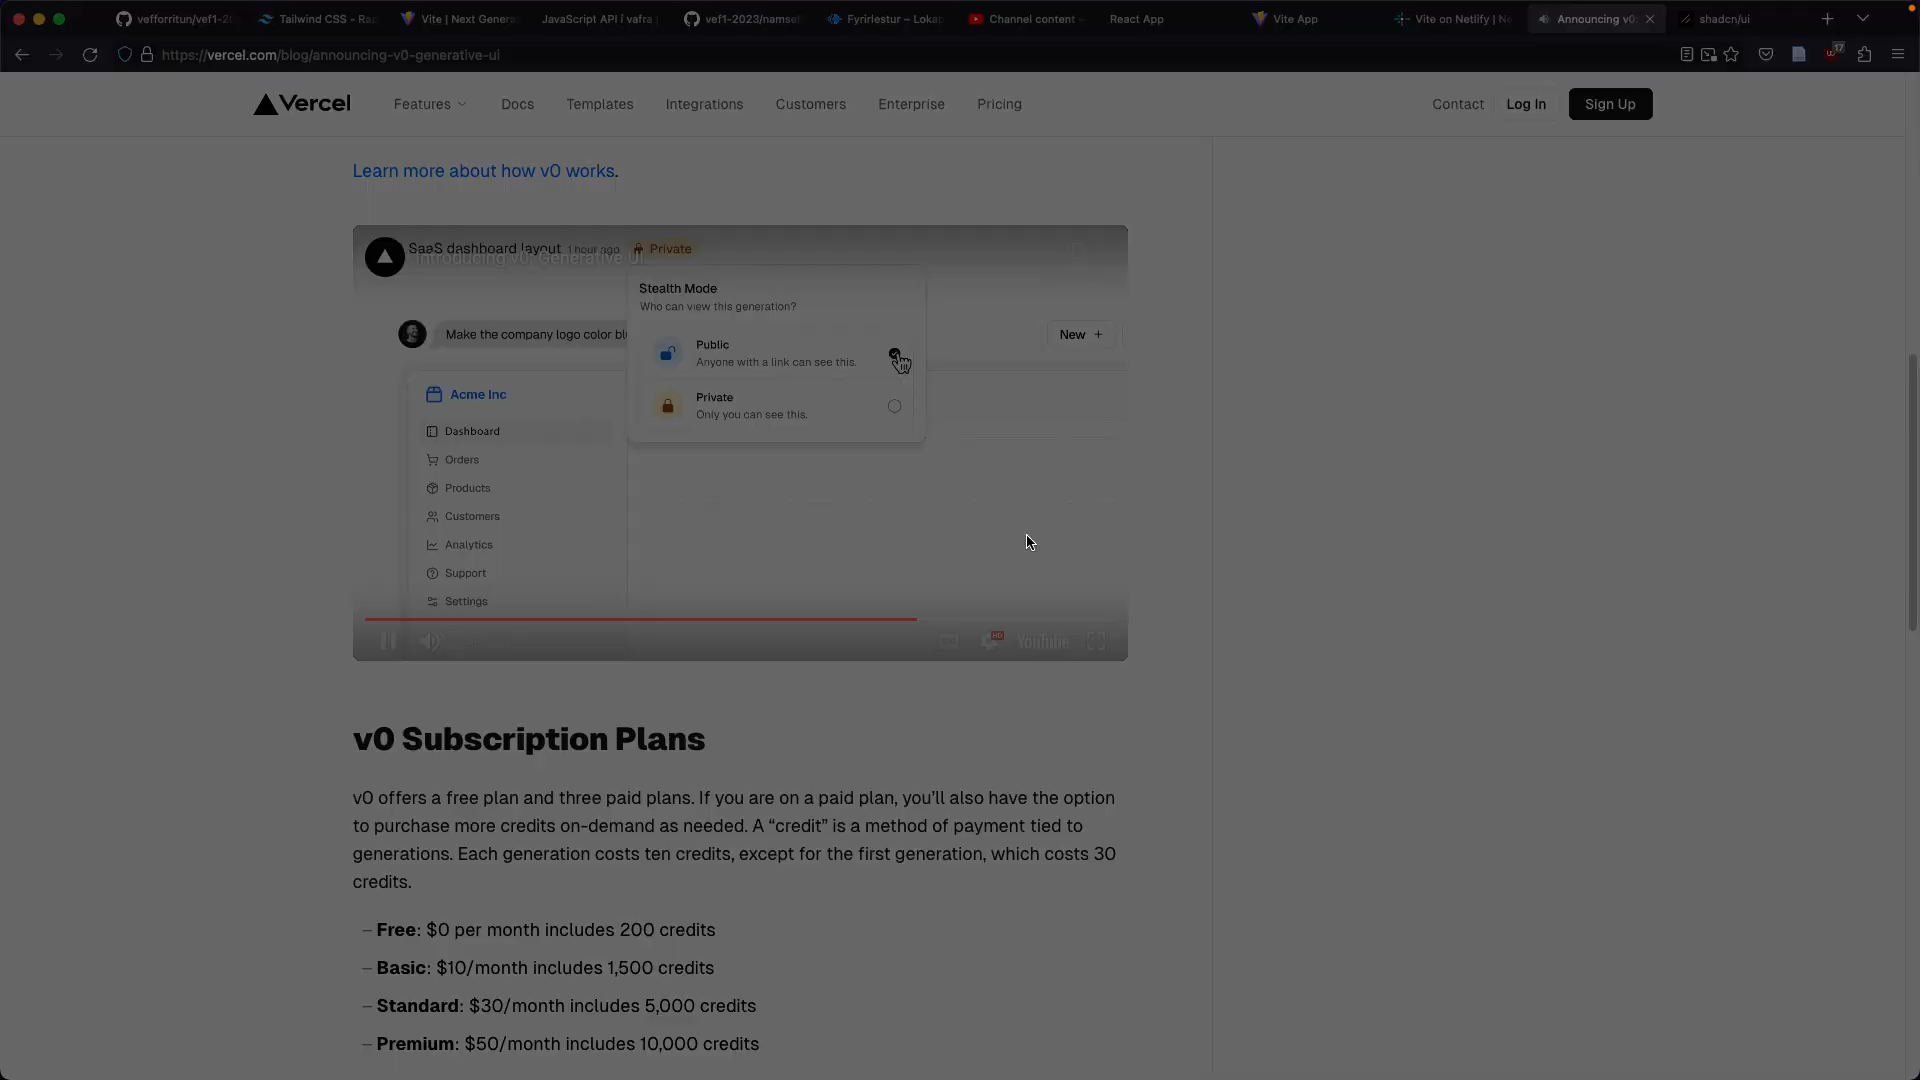 vefforritun/vef1-20
Tailwind CSS - Ra
Vite | Next Genera
JavaScript API í vafra
vef1-2023/namsef
Fyrirlestur – Loka
Channel content
React App
Vite App
Vite on Netlify | Ne
Announcing v0:
shadcn/ui
https://vercel.com/blog/announcing-v0-generative-ui
17
Vercel
Features
Docs
Templates
Integrations
Customers
Enterprise
Pricing
Contact
Log In
Sign Up
Learn more about how v0 works.
SaaS dashboard layout 1 hour ago Private
Introducing v0: Generative UI
Stealth Mode
Who can view this generation?
Make the company logo color bl
New +
Public
Anyone with a link can see this.
Private
Only you can see this.
Acme Inc
Dashboard
Orders
Products
Customers
Analytics
Support
Settings
HD
YouTube
v0 Subscription Plans
v0 offers a free plan and three paid plans. If you are on a paid plan, you’ll also have the option
to purchase more credits on-demand as needed. A “credit” is a method of payment tied to
generations. Each generation costs ten credits, except for the first generation, which costs 30
credits.
– Free: $0 per month includes 200 credits
– Basic: $10/month includes 1,500 credits
– Standard: $30/month includes 5,000 credits
– Premium: $50/month includes 10,000 credits